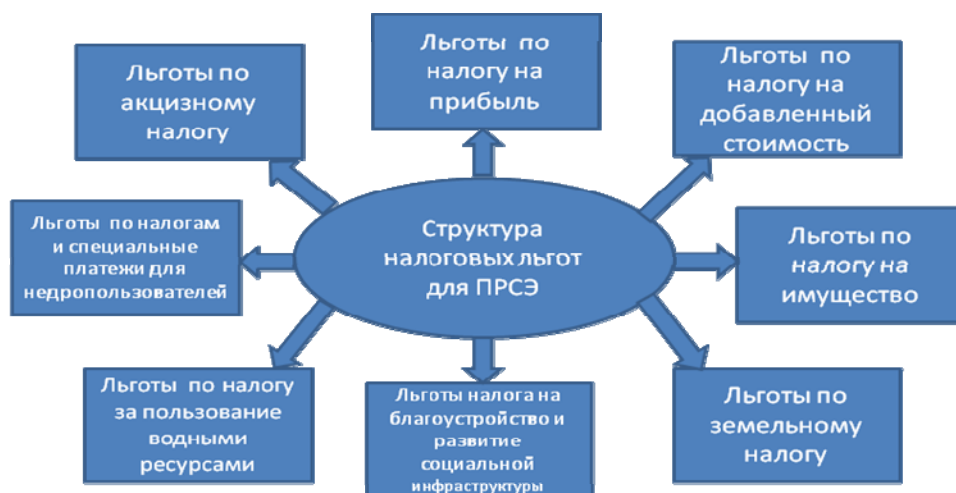 Льготы по
акцизному
налогу
Льготы по
налогу на
прибыль
Льготы по
налогу на
добавленный
стоимость
Льготы по налогам
и специальные
платежи для
недропользователей
Структура
налоговых льгот
для ПРСЭ
Льготы по
налогу на
имущество
Льготы по налогу
за пользование
водными
ресурсами
Льготы налога на
благоустройство и
развитие
социальной
инфраструктуры
Льготы по
земельному
налогу